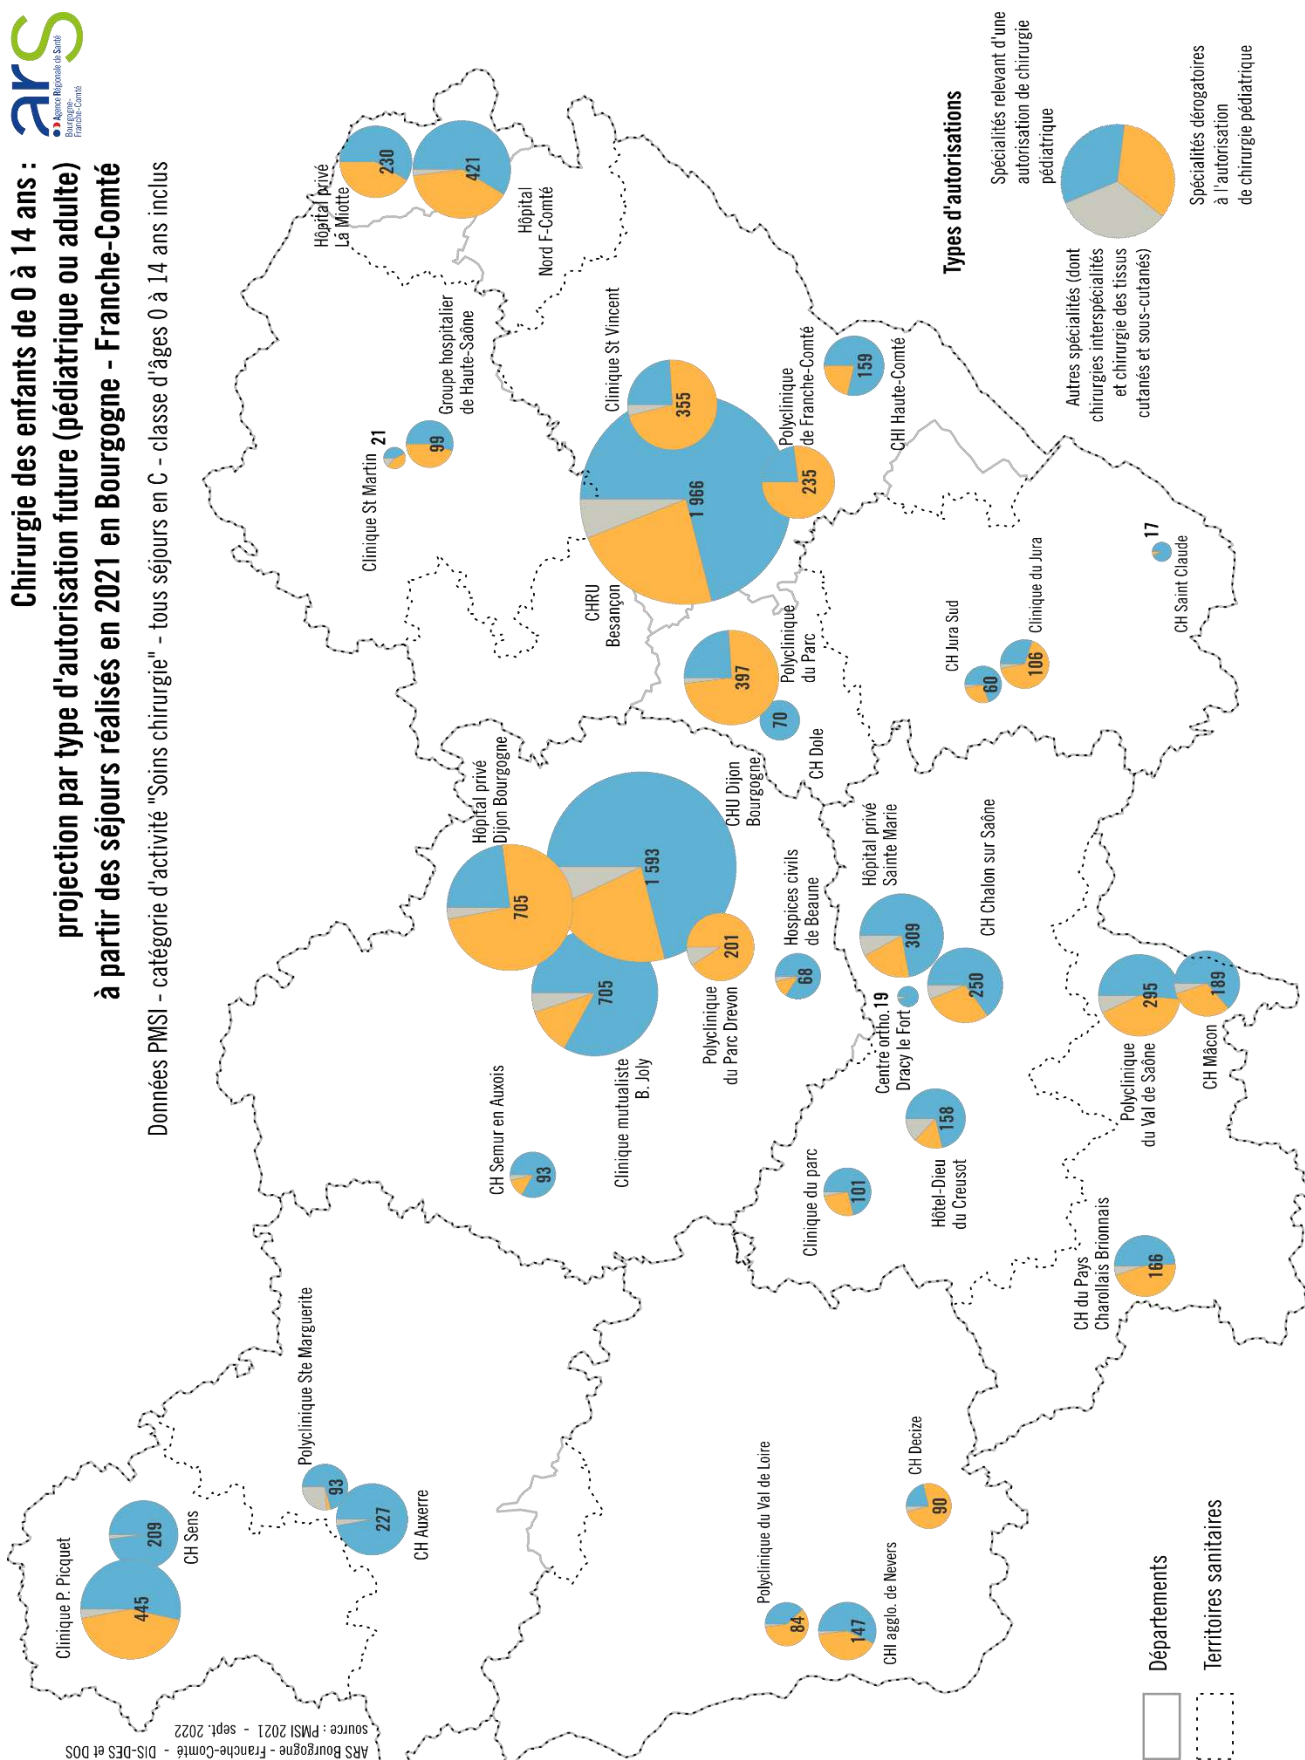 ars
Agence Régionale de Santé
Bourgogne-
Franche-Comté
Chirurgie des enfants de 0 à 14 ans :
projection par type d'autorisation future (pédiatrique ou adulte)
à partir des séjours réalisés en 2021 en Bourgogne - Franche-Comté
Données PMSI - catégorie d'activité "Soins chirurgie" - tous séjours en C - classe d'âges 0 à 14 ans inclus
Clinique P. Picquet
445
209
CH Sens
Polyclinique Ste Marguerite
93
227
CH Auxerre
CH Semur en Auxois
93
Hôpital privé
Dijon Bourgogne
705
Clinique mutualiste
B. Joly
705
CHU Dijon
Bourgogne
1 593
Polyclinique
du Parc Drevon
201
Hospices civils
de Beaune
68
Clinique St Martin
21
Groupe hospitalier
de Haute-Saône
99
Hôpital privé
La Miotte
230
421
Hôpital
Nord F-Comté
CHRU
Besançon
1 966
Clinique St Vincent
355
Polyclinique
de Franche-Comté
235
159
CHI Haute-Comté
397
Polyclinique
du Parc
70
CH Dole
CH Jura Sud
60
106
Clinique du Jura
17
CH Saint Claude
Polyclinique du Val de Loire
84
147
CHI agglo. de Nevers
CH Decize
90
Clinique du parc
101
Hôtel-Dieu
du Creusot
158
Centre ortho.
Dracy le Fort
19
Hôpital privé
Sainte Marie
309
250
CH Chalon sur Saône
CH du Pays
Charollais Brionnais
166
Polyclinique
du Val de Saône
295
189
CH Mâcon
Types d'autorisations
Spécialités relevant d'une
autorisation de chirurgie
pédiatrique
Autres spécialités (dont
chirurgies interspécialités
et chirurgie des tissus
cutanés et sous-cutanés)
Spécialités dérogatoires
à l'autorisation
de chirurgie pédiatrique
Départements
Territoires sanitaires
ARS Bourgogne - Franche-Comté - DIS-DES et DOS
source : PMSI 2021 - sept. 2022